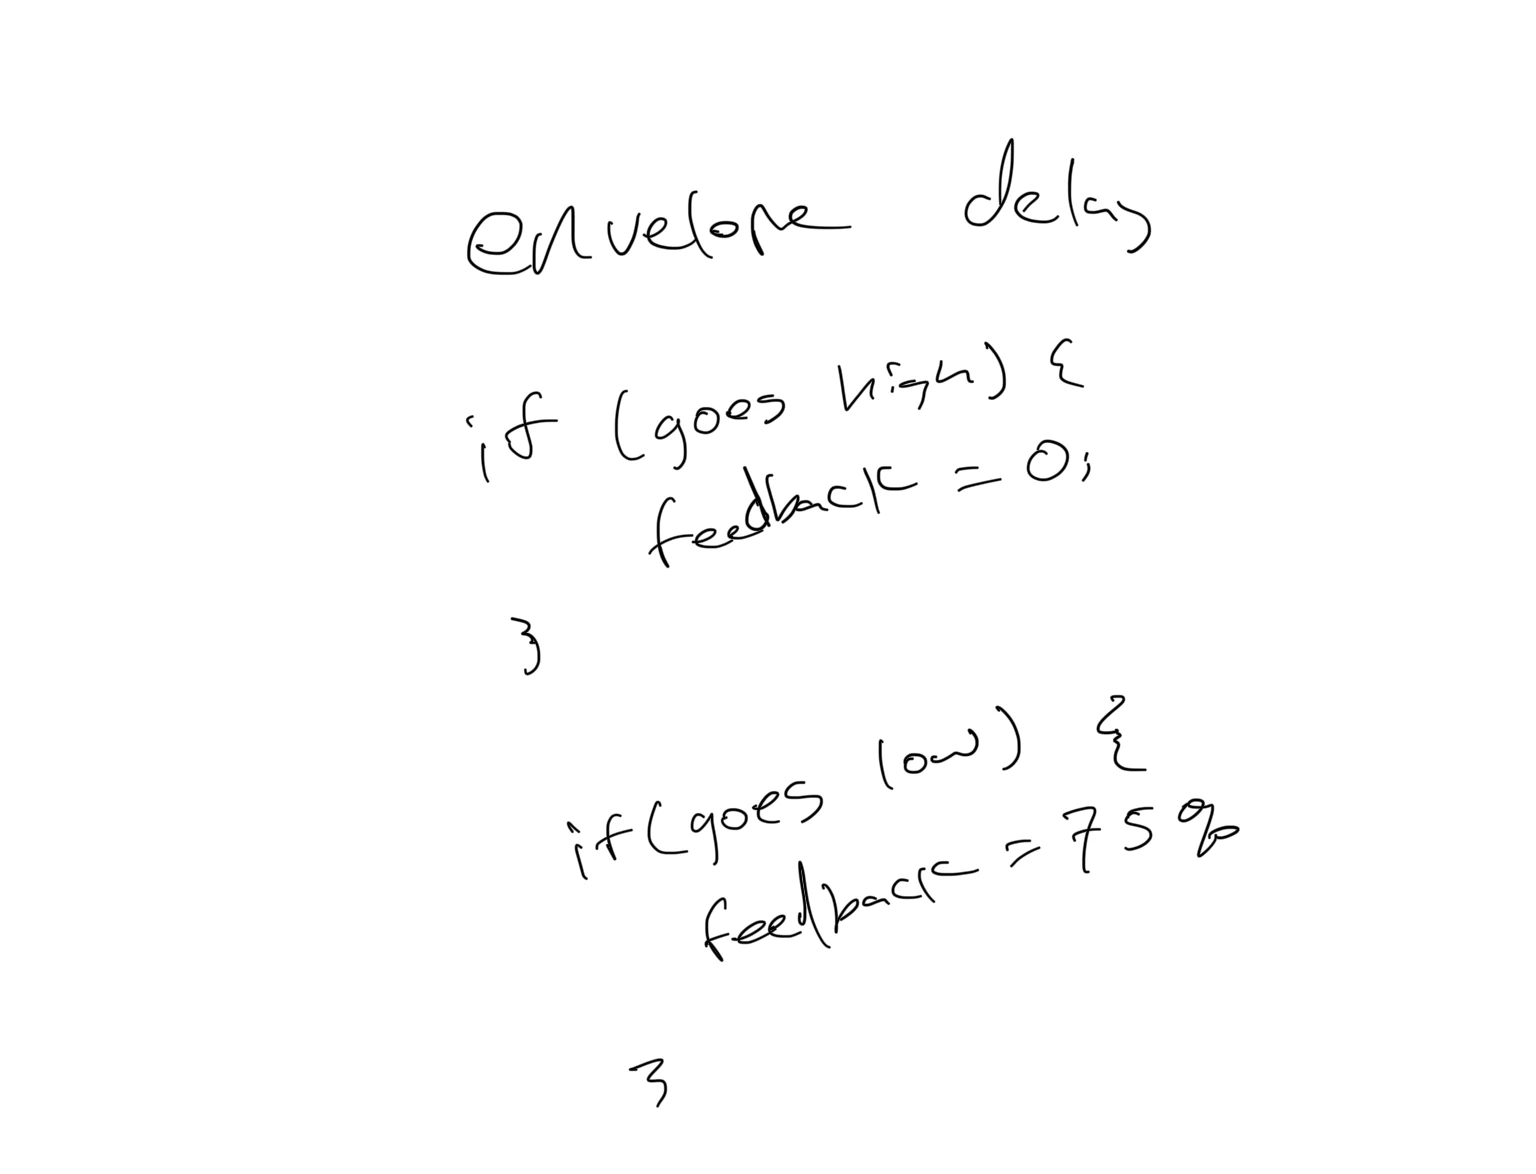 envelope delay
if (goes high) {
feedback = 0;
}
if (goes low) {
feedback = 75%
}